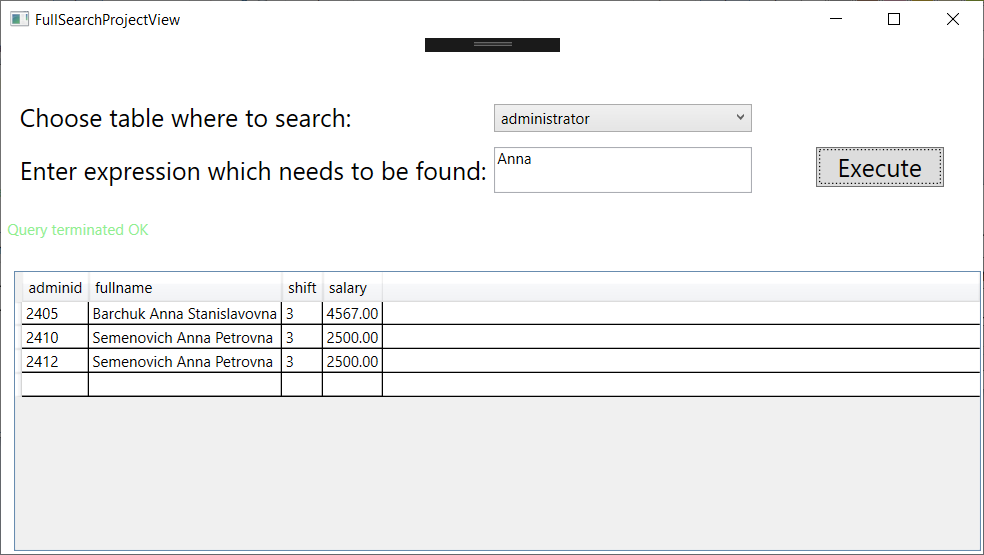 FullSearchProjectView
Choose table where to search:
administrator
Enter expression which needs to be found:
Anna
Execute
Query terminated OK
adminid fullname shift salary
2405 Barchuk Anna Stanislavovna 3 4567.00
2410 Semenovich Anna Petrovna 3 2500.00
2412 Semenovich Anna Petrovna 3 2500.00